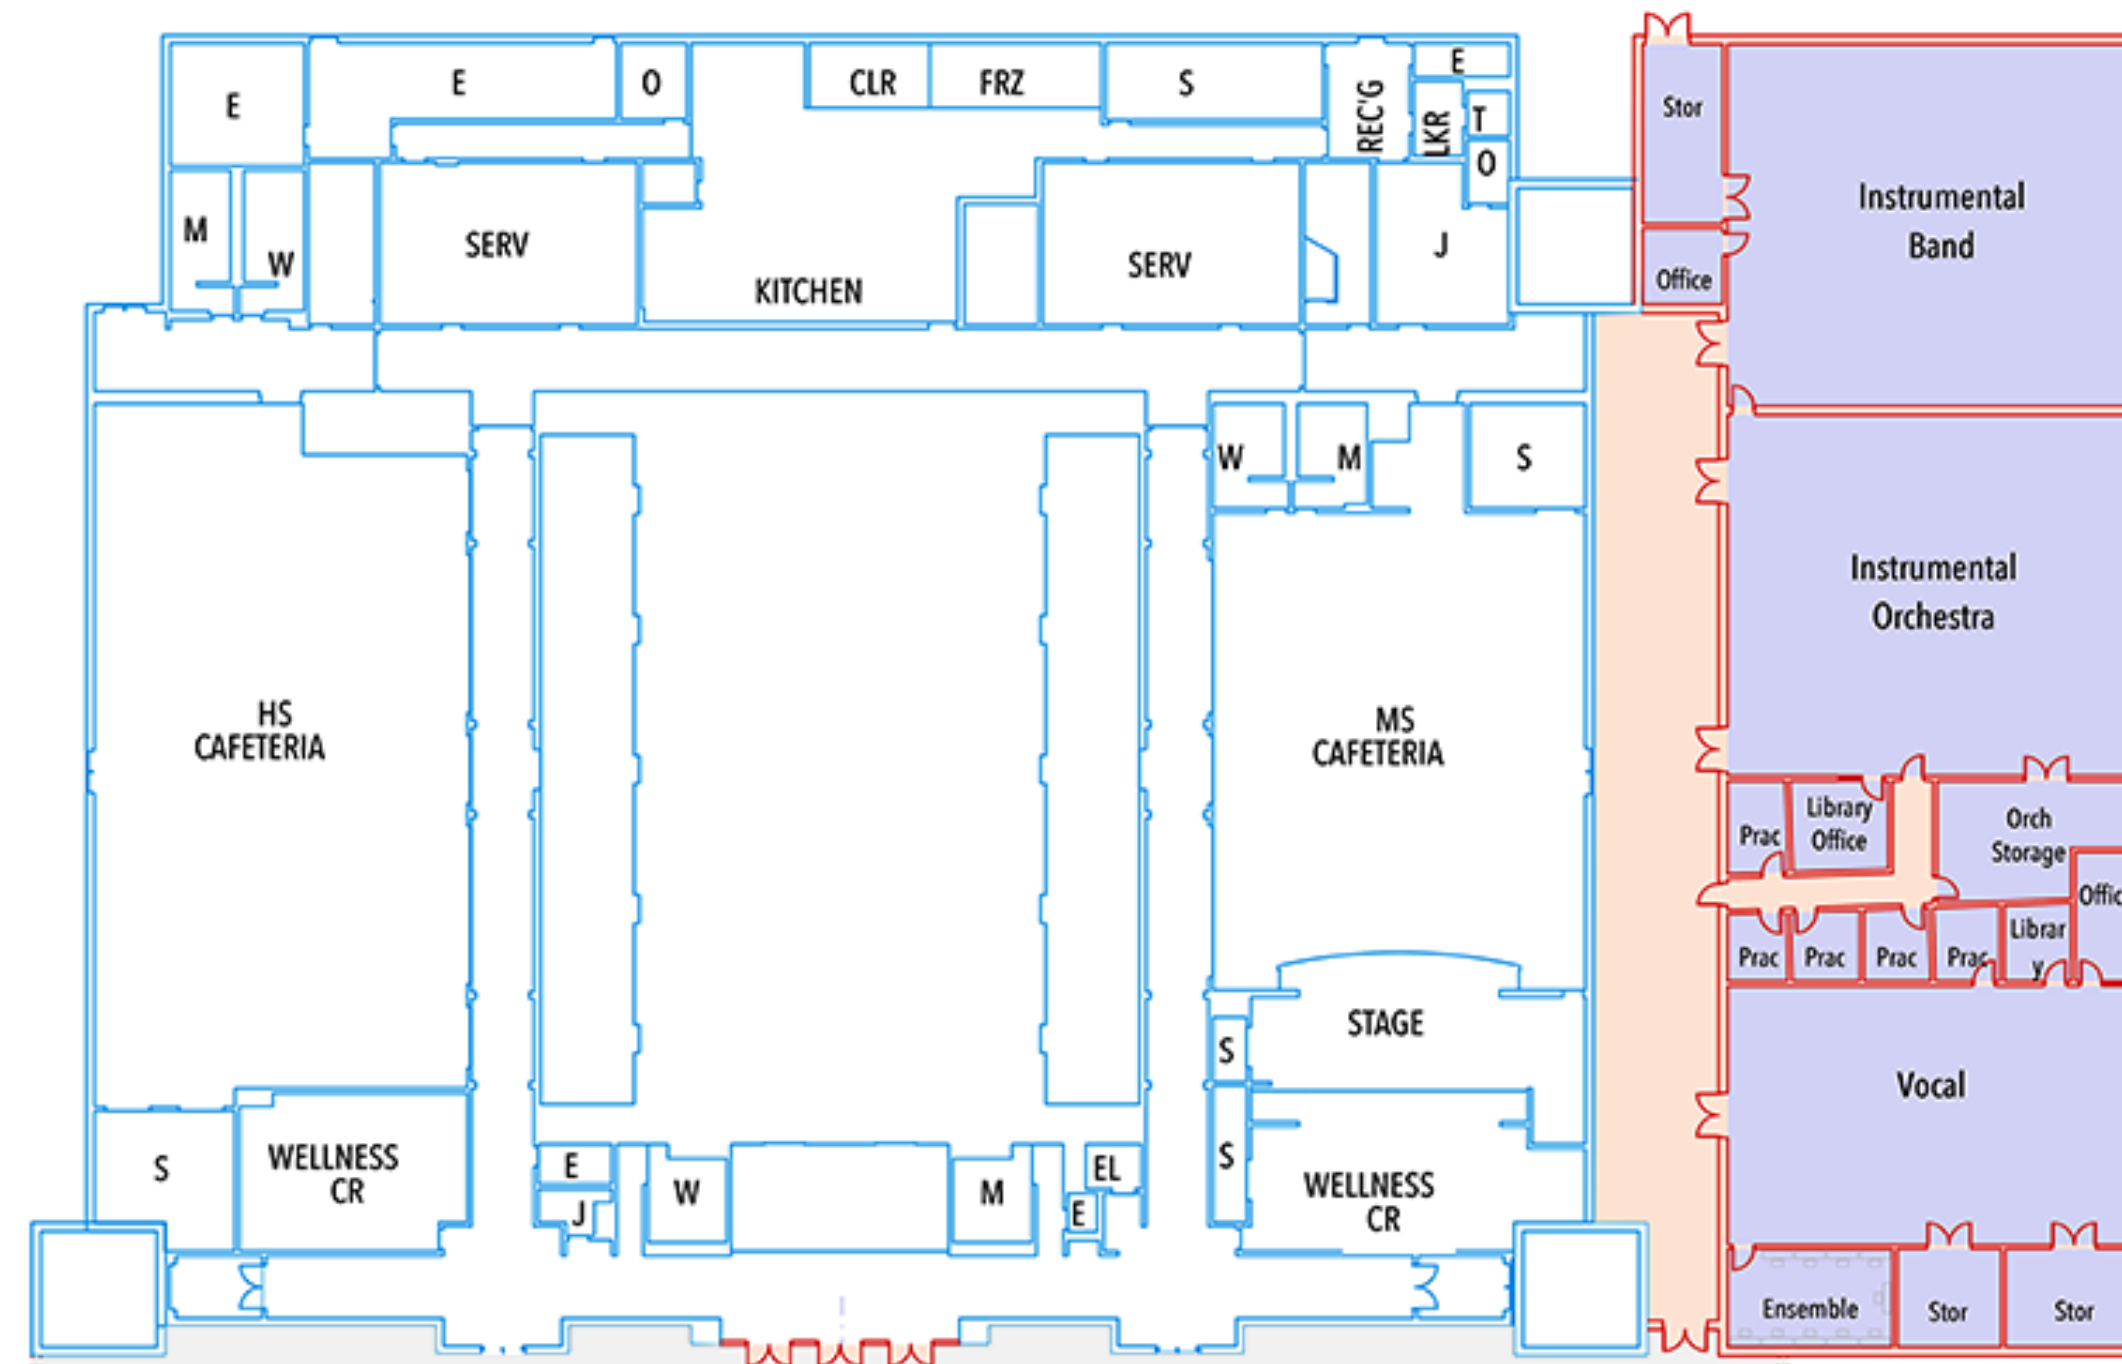 E
E
O
CLR
FRZ
S
REC'G
E
LKR
T
O
M
W
SERV
KITCHEN
SERV
J
Stor
Office
Instrumental
Band
W
M
S
Instrumental
Orchestra
HS
CAFETERIA
MS
CAFETERIA
Prac
Library
Office
Orch
Storage
Offic
Prac
Prac
Prac
Prac
Librar
y
STAGE
S
Vocal
S
WELLNESS
CR
E
J
W
M
EL
E
S
WELLNESS
CR
Ensemble
Stor
Stor